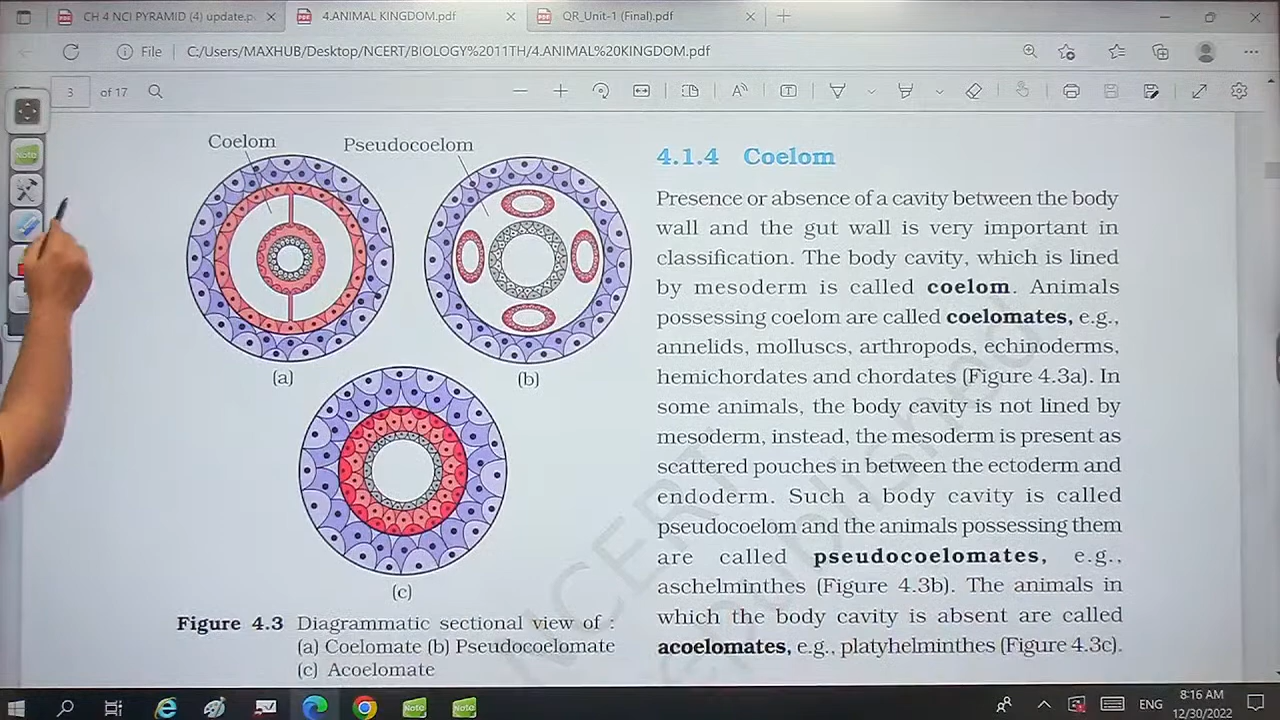 CH 4 NCI PYRAMID (4) update.p
4.ANIMAL KINGDOM.pdf
QR_Unit-1 (Final).pdf
File
C:/Users/MAXHUB/Desktop/NCERT/BIOLOGY%2011TH/4.ANIMAL%20KINGDOM.pdf
3 of 17
Note
Coelom
Pseudocoelom
(a)
(b)
(c)
Figure 4.3 Diagrammatic sectional view of :
(a) Coelomate (b) Pseudocoelomate
(c) Acoelomate
4.1.4 Coelom
Presence or absence of a cavity between the body
wall and the gut wall is very important in
classification. The body cavity, which is lined
by mesoderm is called coelom. Animals
possessing coelom are called coelomates, e.g.,
annelids, molluscs, arthropods, echinoderms,
hemichordates and chordates (Figure 4.3a). In
some animals, the body cavity is not lined by
mesoderm, instead, the mesoderm is present as
scattered pouches in between the ectoderm and
endoderm. Such a body cavity is called
pseudocoelom and the animals possessing them
are called pseudocoelomates, e.g.,
aschelminthes (Figure 4.3b). The animals in
which the body cavity is absent are called
acoelomates, e.g., platyhelminthes (Figure 4.3c).
NCERT
Note
Note
ENG
8:16 AM
12/30/2022